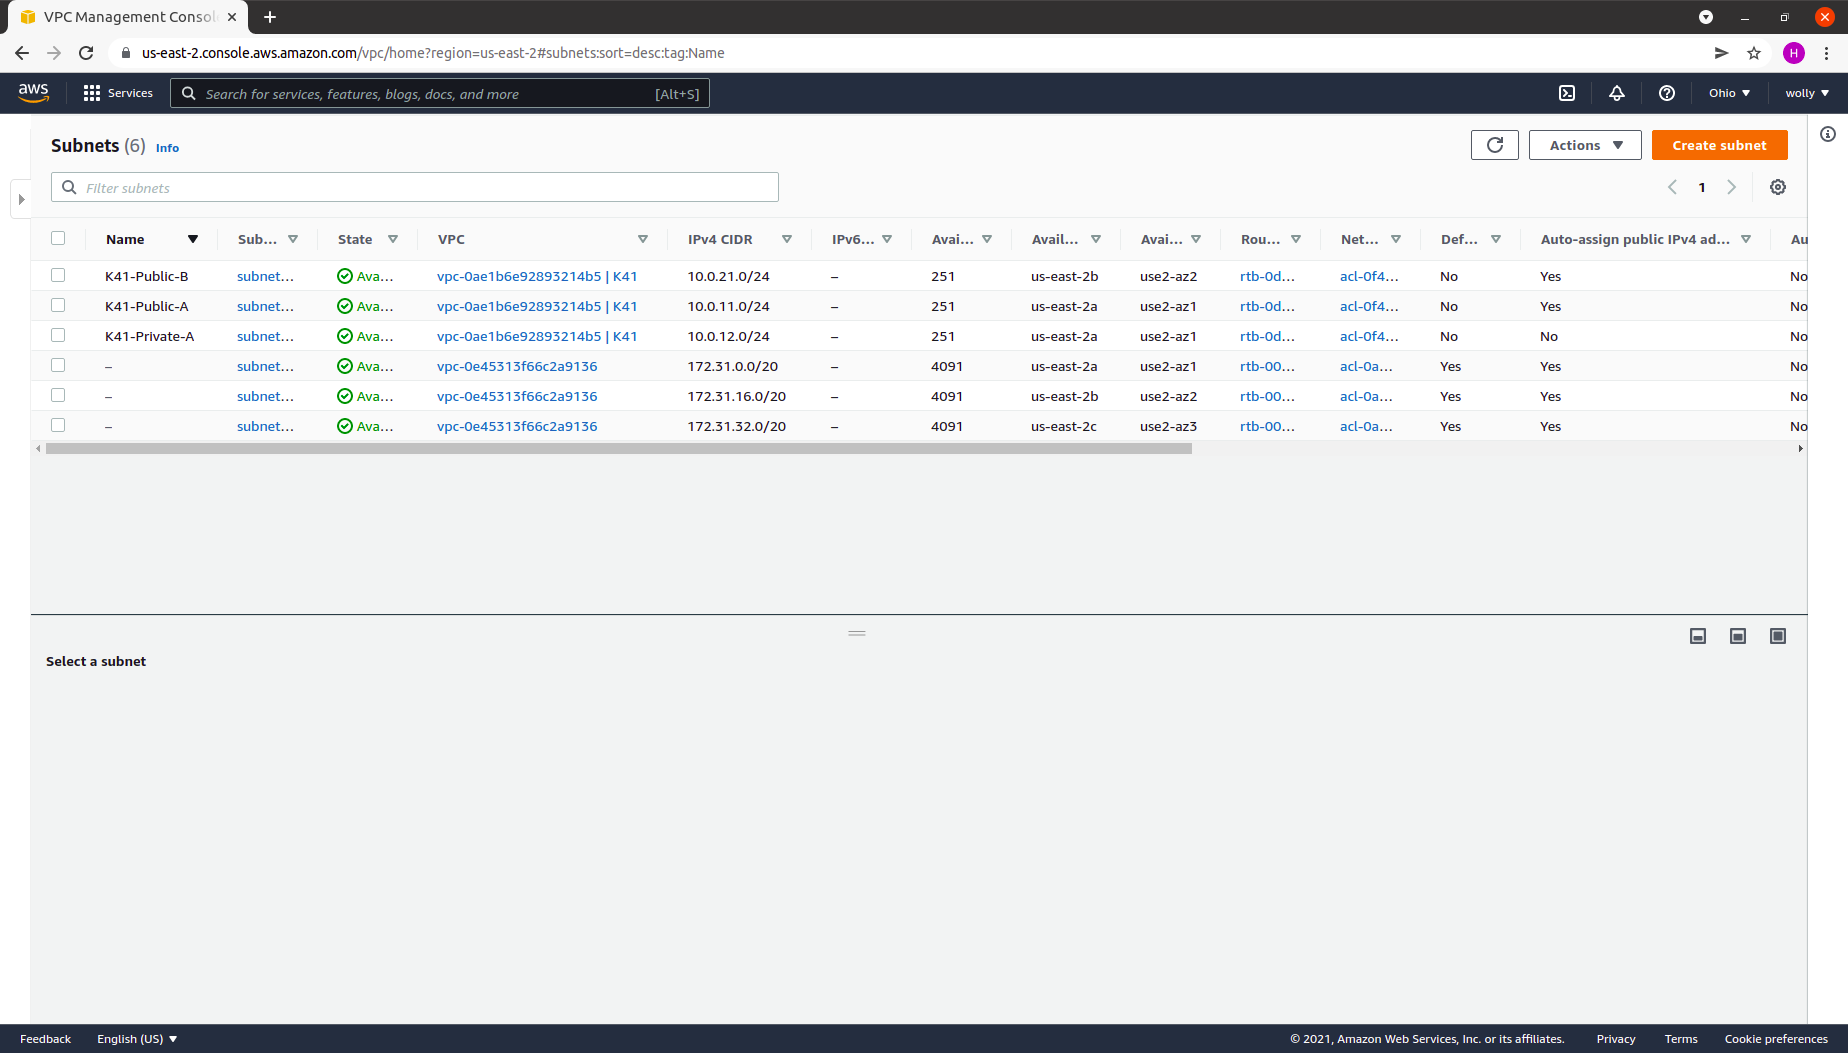 VPC Management Consol
us-east-2.console.aws.amazon.com/vpc/home?region=us-east-2#subnets:sort=desc:tag:Name
H
aws Services Search for services, features, blogs, docs, and more [Alt+S] Ohio wolly
Subnets (6) Info Actions Create subnet
Filter subnets 1
Name Sub... State VPC IPv4 CIDR IPv6... Avai... Avail... Avai... Rou... Net... Def... Auto-assign public IPv4 ad... Au
K41-Public-B subnet... Ava... vpc-0ae1b6e92893214b5 | K41 10.0.21.0/24 – 251 us-east-2b use2-az2 rtb-0d... acl-0f4... No Yes No
K41-Public-A subnet... Ava... vpc-0ae1b6e92893214b5 | K41 10.0.11.0/24 – 251 us-east-2a use2-az1 rtb-0d... acl-0f4... No Yes No
K41-Private-A subnet... Ava... vpc-0ae1b6e92893214b5 | K41 10.0.12.0/24 – 251 us-east-2a use2-az1 rtb-0d... acl-0f4... No No No
– subnet... Ava... vpc-0e45313f66c2a9136 172.31.0.0/20 – 4091 us-east-2a use2-az1 rtb-00... acl-0a... Yes Yes No
– subnet... Ava... vpc-0e45313f66c2a9136 172.31.16.0/20 – 4091 us-east-2b use2-az2 rtb-00... acl-0a... Yes Yes No
– subnet... Ava... vpc-0e45313f66c2a9136 172.31.32.0/20 – 4091 us-east-2c use2-az3 rtb-00... acl-0a... Yes Yes No
Select a subnet
Feedback English (US) © 2021, Amazon Web Services, Inc. or its affiliates. Privacy Terms Cookie preferences